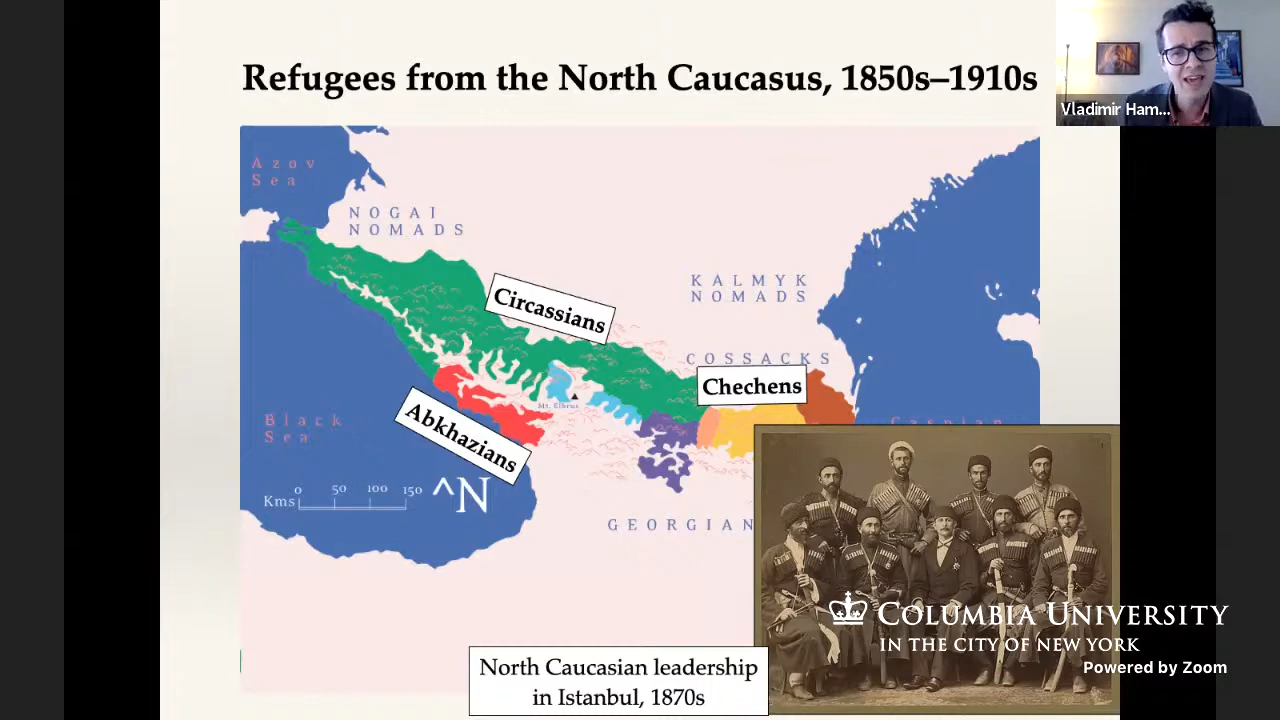 Refugees from the North Caucasus, 1850s–1910s
Vladimir Ham...
Azov
Sea
NOGAI
NOMADS
Circassians
KALMYK
NOMADS
COSSACKS
Chechens
Mt. Elbrus
Abkhazians
Black
Sea
Caspian
Kms 0 50 100 150
^N
GEORGIAN
COLUMBIA UNIVERSITY
IN THE CITY OF NEW YORK
Powered by Zoom
North Caucasian leadership
in Istanbul, 1870s